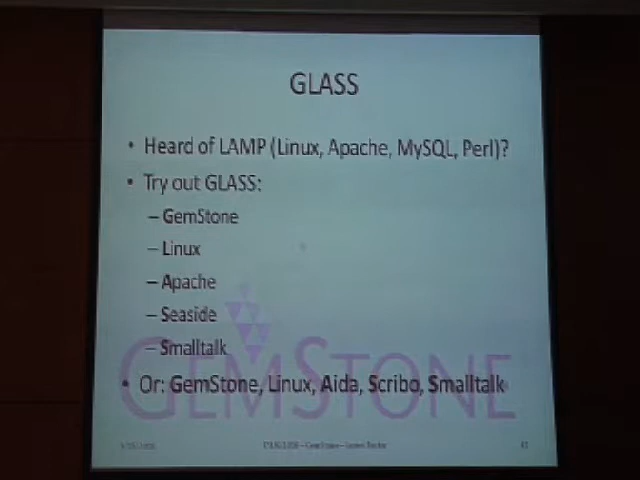 GLASS
• Heard of LAMP (Linux, Apache, MySQL, Perl)?
• Try out GLASS:
– GemStone
– Linux
– Apache
– Seaside
– Smalltalk
• Or: GemStone, Linux, Aida, Scribo, Smalltalk
GEMSTONE